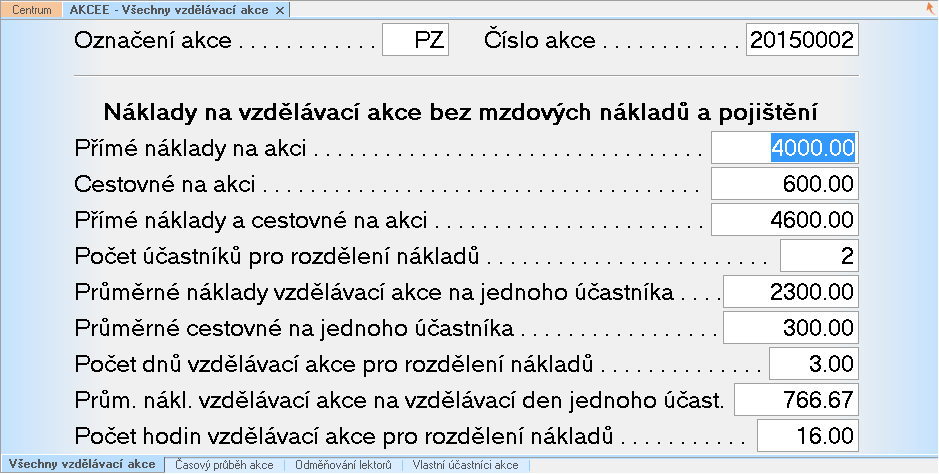 Centrum AKCEE - Všechny vzdělávací akce ×
Označení akce . . . . . . . . . . . . PZ Číslo akce . . . . . . . . . . . . 20150002
Náklady na vzdělávací akce bez mzdových nákladů a pojištění
Přímé náklady na akci . . . . . . . . . . . . . . . . . . . . . . . . . . . . . . . . . 4000.00
Cestovné na akci . . . . . . . . . . . . . . . . . . . . . . . . . . . . . . . . . . . . . 600.00
Přímé náklady a cestovné na akci . . . . . . . . . . . . . . . . . . . . . . . 4600.00
Počet účastníků pro rozdělení nákladů . . . . . . . . . . . . . . . . . . . . . . . . 2
Průměrné náklady vzdělávací akce na jednoho účastníka . . . . 2300.00
Průměrné cestovné na jednoho účastníka . . . . . . . . . . . . . . . . . 300.00
Počet dnů vzdělávací akce pro rozdělení nákladů . . . . . . . . . . . . . . 3.00
Prům. nákl. vzdělávací akce na vzdělávací den jednoho účast. 766.67
Počet hodin vzdělávací akce pro rozdělení nákladů . . . . . . . . . . . 16.00
Všechny vzdělávací akce Časový průběh akce Odměňování lektorů Vlastní účastníci akce